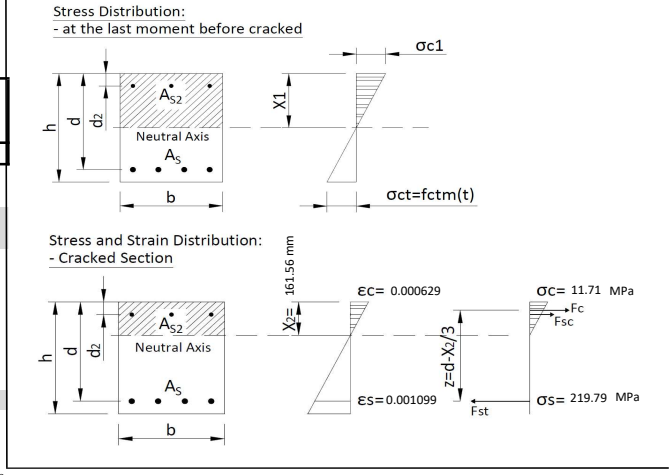 Stress Distribution:
- at the last moment before cracked
σc1
h
d
d2
AS2
X1
Neutral Axis
AS
b
σct=fctm(t)
Stress and Strain Distribution:
- Cracked Section
X2= 161.56 mm
εc= 0.000629
σc= 11.71 MPa
Fc
Fsc
h
d
d2
AS2
Neutral Axis
z=d-X2/3
AS
εs=0.001099
Fst
σs= 219.79 MPa
b